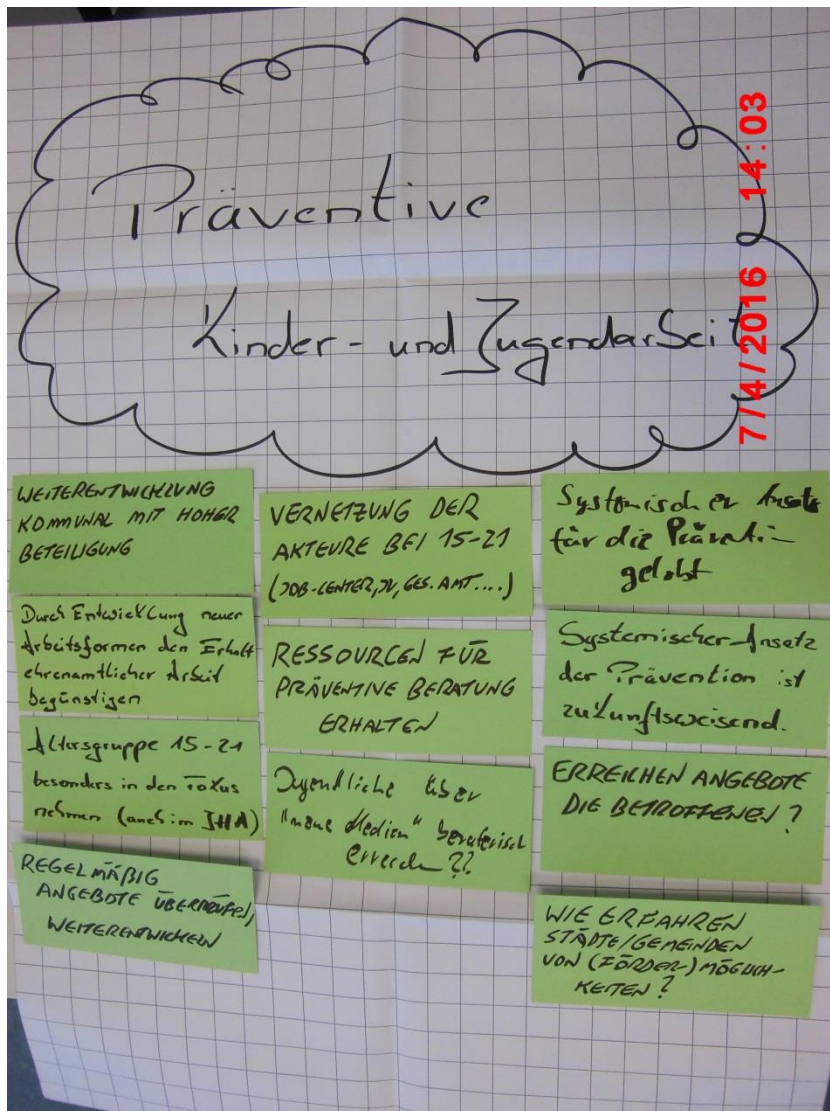 Präventive
Kinder- und Jugendarbeit
7/4/2016 14:03
WEITERENTWICKLUNG
KOMMUNAL MIT HOHER
BETEILIGUNG
Durch Entwicklung neuer
Arbeitsformen den Erhalt
ehrenamtlicher Arbeit
begünstigen
Altersgruppe 15-21
besonders in den Fokus
nehmen (auch im JHA)
REGELMÄßIG
ANGEBOTE ÜBERPRÜFEN,
WEITERENTWICKELN
VERNETZUNG DER
AKTEURE BEI 15-21
(JOB-CENTER, JV, GES. AMT....)
RESSOURCEN FÜR
PRÄVENTIVE BERATUNG
ERHALTEN
Jugendliche über
"neue Medien" beraterisch
erreichen??
Systemischer Ansatz
für die Prävention
gelobt
Systemischer Ansatz
der Prävention ist
zukunftsweisend.
ERREICHEN ANGEBOTE
DIE BETROFFENEN?
WIE ERFAHREN
STÄDTE/GEMEINDEN
VON (FÖRDER-) MÖGLICH-
KEITEN?